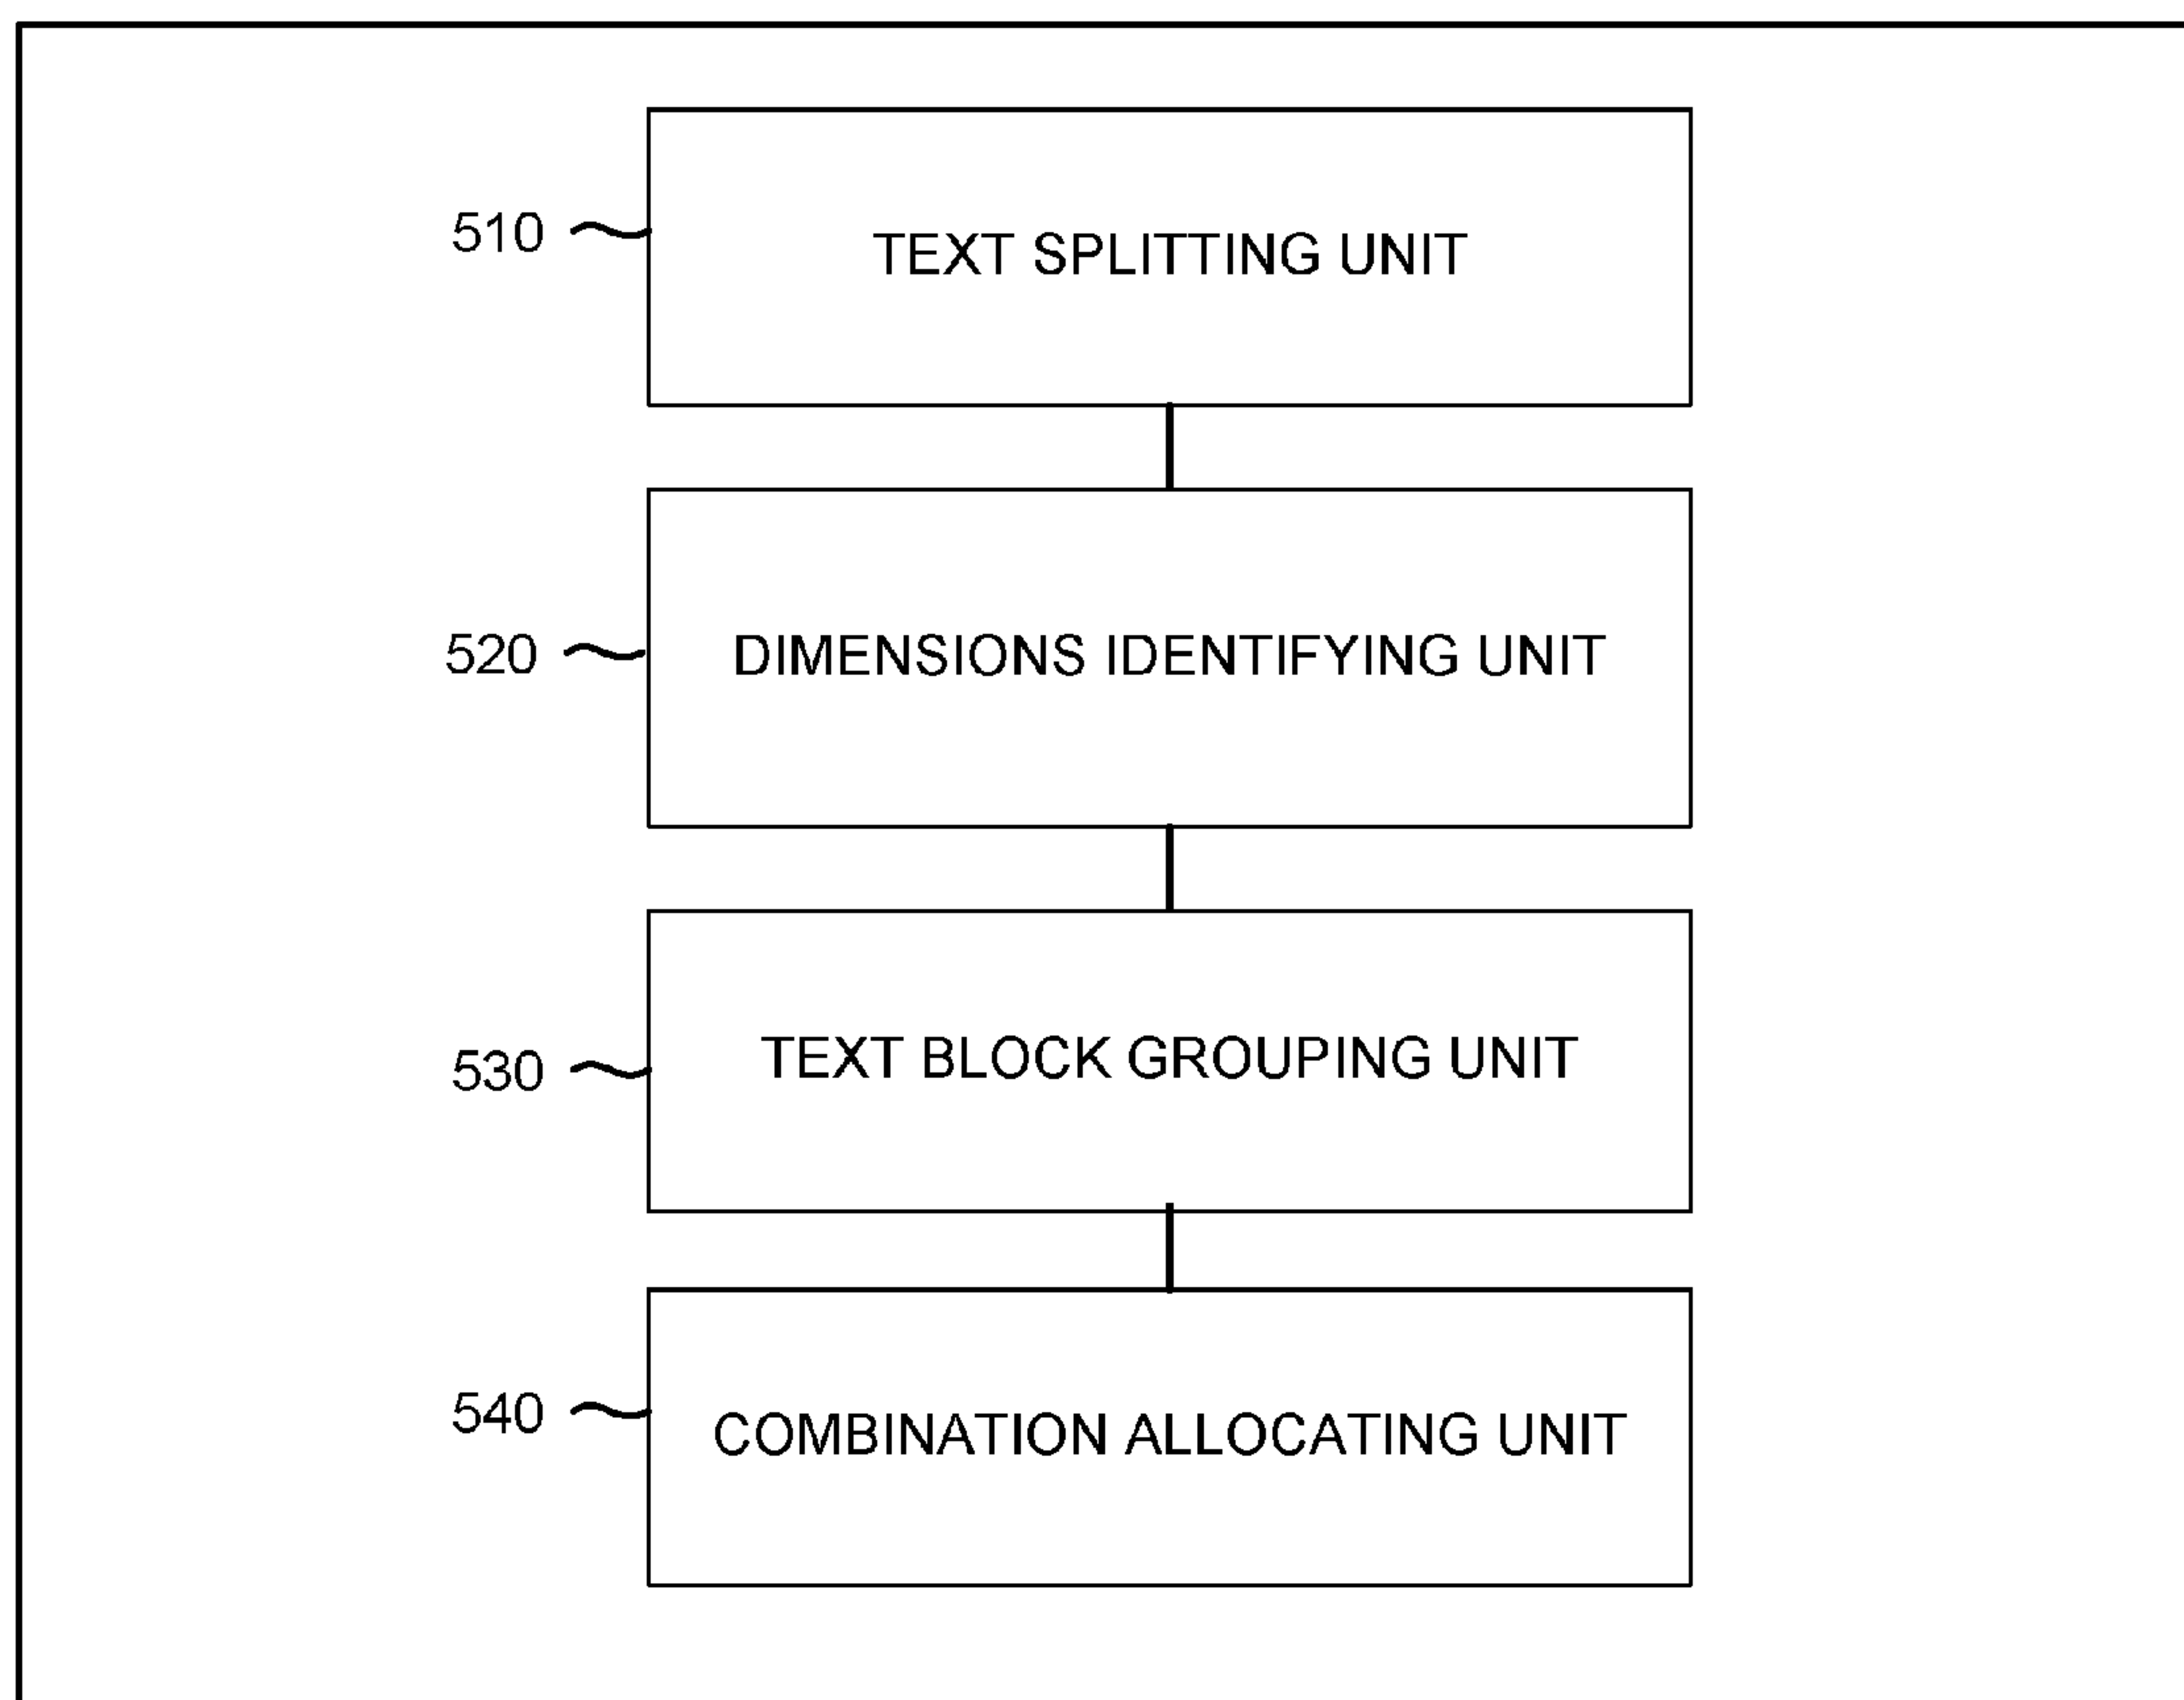 510 TEXT SPLITTING UNIT
520 DIMENSIONS IDENTIFYING UNIT
530 TEXT BLOCK GROUPING UNIT
540 COMBINATION ALLOCATING UNIT